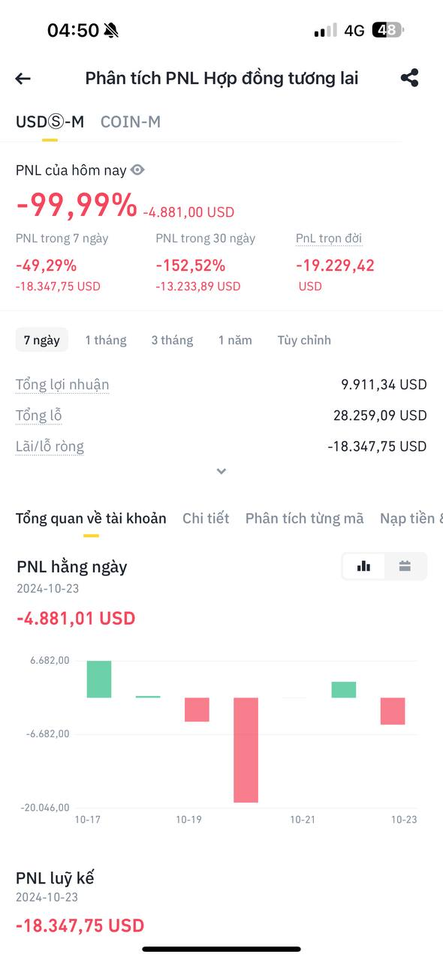 04:50 4G 48
Phân tích PNL Hợp đồng tương lai
USDⓈ-M COIN-M
PNL của hôm nay
-99,99% -4.881,00 USD
PNL trong 7 ngày PNL trong 30 ngày PnL trọn đời
-49,29% -152,52% -19.229,42
-18.347,75 USD -13.233,89 USD USD
7 ngày 1 tháng 3 tháng 1 năm Tùy chỉnh
Tổng lợi nhuận 9.911,34 USD
Tổng lỗ 28.259,09 USD
Lãi/lỗ ròng -18.347,75 USD
Tổng quan về tài khoản Chi tiết Phân tích từng mã Nạp tiền &
PNL hằng ngày
2024-10-23
-4.881,01 USD
6.682,00
-6.682,00
-20.046,00
10-17 10-19 10-21 10-23
PNL luỹ kế
2024-10-23
-18.347,75 USD